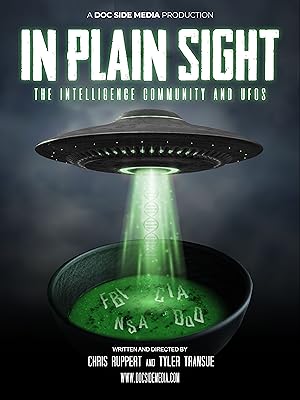 A DOC SIDE MEDIA PRODUCTION
IN PLAIN SIGHT
THE INTELLIGENCE COMMUNITY AND UFOS
FBI CIA
NSA DOD
WRITTEN AND DIRECTED BY
CHRIS RUPPERT AND TYLER TRANSUE
WWW.DOCSIDEMEDIA.COM